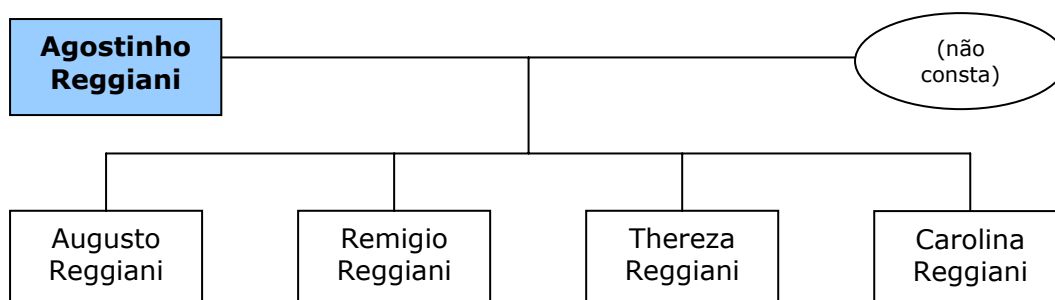 Agostinho
Reggiani
(não
consta)
Augusto
Reggiani
Remigio
Reggiani
Thereza
Reggiani
Carolina
Reggiani